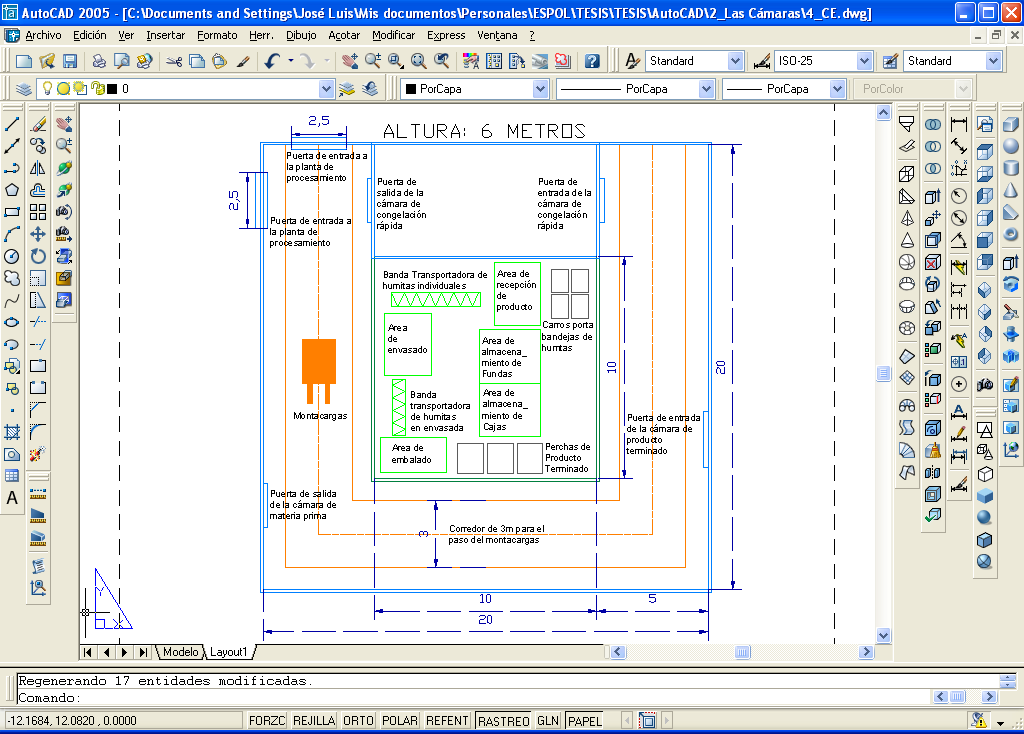 AutoCAD 2005 - [C:\Documents and Settings\José Luis\Mis documentos\Personales\ESPOL\TESIS\TESIS\AutoCAD\2_Las Cámaras\4_CE.dwg]
Archivo Edición Ver Insertar Formato Herr. Dibujo Acotar Modificar Express Ventana ?
Standard ISO-25 Standard
0 PorCapa PorCapa PorCapa PorColor
2,5
ALTURA: 6 METROS
Puerta de entrada a
la planta de
procesamiento
2,5
Puerta de entrada a
la planta de
procesamiento
Puerta de
salida de la
cámara de
congelación
rápida
Puerta de
entrada de la
cámara de
congelación
rápida
Banda Transportadora de
humitas individuales
Area de
recepción
de
producto
Carros porta
bandejas de
humitas
Area
de
envasado
Area de
almacena_
miento de
Fundas
Area de
almacena_
miento de
Cajas
10
20
Montacargas
Banda
transportadora
de humitas
en envasada
Puerta de entrada
de la cámara de
producto
terminado
Area de
embalado
Perchas de
Producto
Terminado
Puerta de salida
de la cámara de
materia prima
3
Corredor de 3m para el
paso del montacargas
10
5
20
Y
X
Modelo Layout1
Regenerando 17 entidades modificadas.
Comando:
-12.1684, 12.0820 , 0.0000 FORZC REJILLA ORTO POLAR REFENT RASTREO GLN PAPEL